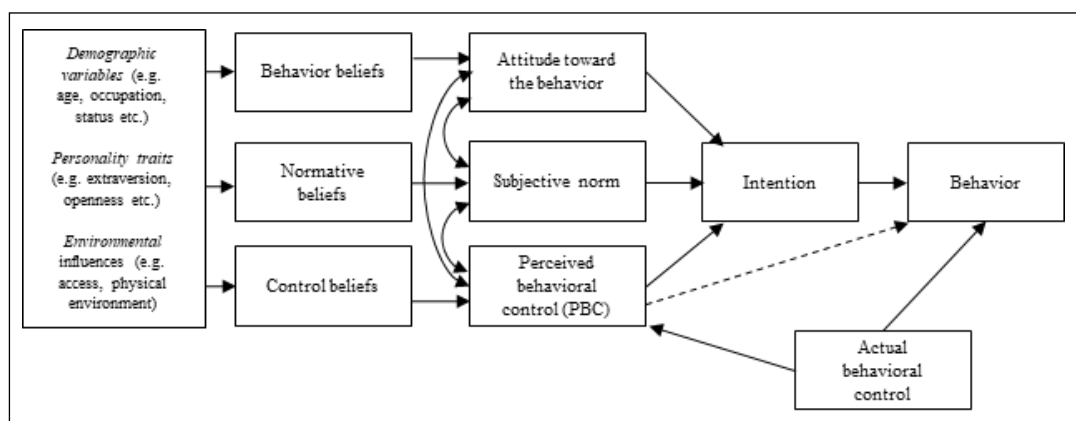 Demographic
variables (e.g.
age, occupation,
status etc.)
Personality traits
(e.g. extraversion,
openness etc.)
Environmental
influences (e.g.
access, physical
environment)
Behavior beliefs
Normative
beliefs
Control beliefs
Attitude toward
the behavior
Subjective norm
Perceived
behavioral
control (PBC)
Intention
Behavior
Actual
behavioral
control